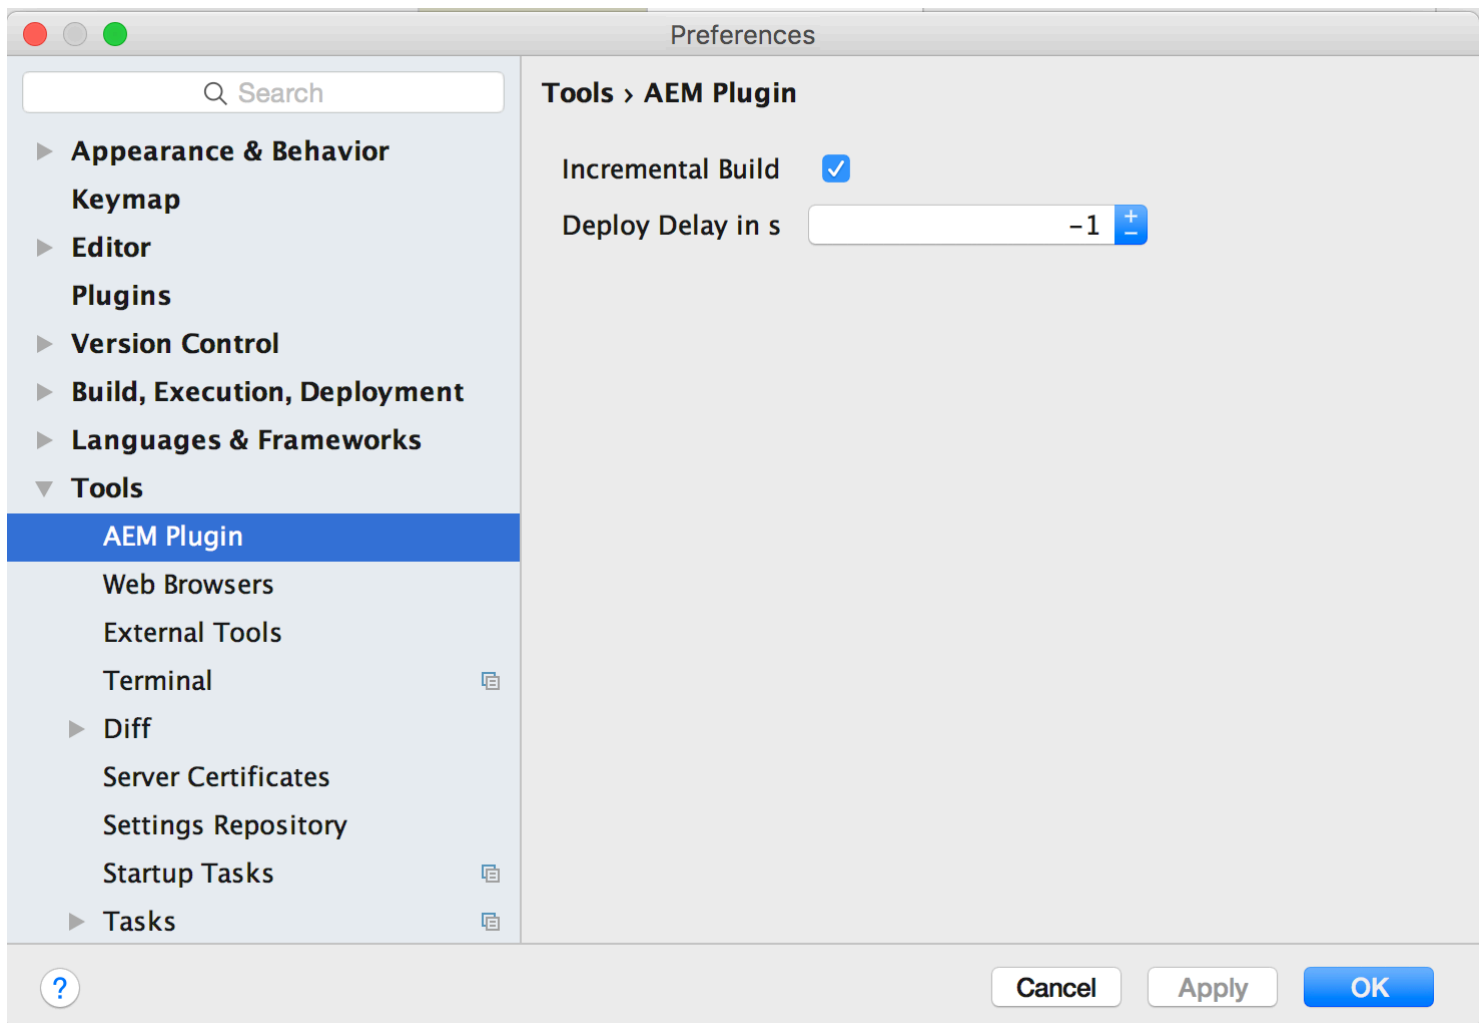 Preferences
Search
Tools › AEM Plugin
Appearance & Behavior
Incremental Build
Keymap
Deploy Delay in s -1
Editor
Plugins
Version Control
Build, Execution, Deployment
Languages & Frameworks
Tools
AEM Plugin
Web Browsers
External Tools
Terminal
Diff
Server Certificates
Settings Repository
Startup Tasks
Tasks
? Cancel Apply OK